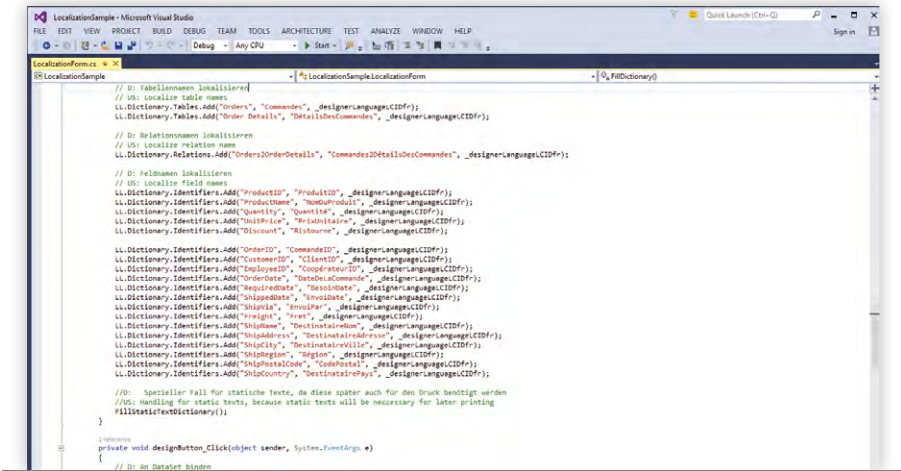 LocalizationSample - Microsoft Visual Studio
Quick Launch (Ctrl+Q)
FILE EDIT VIEW PROJECT BUILD DEBUG TEAM TOOLS ARCHITECTURE TEST ANALYZE WINDOW HELP
Sign in
Debug Any CPU Start
LocalizationForm.cs
LocalizationSample LocalizationSample.LocalizationForm FillDictionary()
// D: Tabellennamen lokalisieren
// US: Localize table names
LL.Dictionary.Tables.Add("Orders", "Commandes", _designerLanguageLCIDfr);
LL.Dictionary.Tables.Add("Order Details", "DétailsDesCommandes", _designerLanguageLCIDfr);
// D: Relationsnamen lokalisieren
// US: Localize relation name
LL.Dictionary.Relations.Add("Orders2OrderDetails", "Commandes2DétailsDesCommandes", _designerLanguageLCIDfr);
// D: Feldnamen lokalisieren
// US: Localize field names
LL.Dictionary.Identifiers.Add("ProductID", "ProduitID", _designerLanguageLCIDfr);
LL.Dictionary.Identifiers.Add("ProductName", "NomDuProduit", _designerLanguageLCIDfr);
LL.Dictionary.Identifiers.Add("Quantity", "Quantité", _designerLanguageLCIDfr);
LL.Dictionary.Identifiers.Add("UnitPrice", "PrixUnitaire", _designerLanguageLCIDfr);
LL.Dictionary.Identifiers.Add("Discount", "Ristourne", _designerLanguageLCIDfr);
LL.Dictionary.Identifiers.Add("OrderID", "CommandeID", _designerLanguageLCIDfr);
LL.Dictionary.Identifiers.Add("CustomerID", "ClientID", _designerLanguageLCIDfr);
LL.Dictionary.Identifiers.Add("EmployeeID", "CoopérateurID", _designerLanguageLCIDfr);
LL.Dictionary.Identifiers.Add("OrderDate", "DateDeLaCommande", _designerLanguageLCIDfr);
LL.Dictionary.Identifiers.Add("RequiredDate", "BesoinDate", _designerLanguageLCIDfr);
LL.Dictionary.Identifiers.Add("ShippedDate", "EnvoiDate", _designerLanguageLCIDfr);
LL.Dictionary.Identifiers.Add("ShipVia", "EnvoiPar", _designerLanguageLCIDfr);
LL.Dictionary.Identifiers.Add("Freight", "Fret", _designerLanguageLCIDfr);
LL.Dictionary.Identifiers.Add("ShipName", "DestinataireNom", _designerLanguageLCIDfr);
LL.Dictionary.Identifiers.Add("ShipAddress", "DestinataireAdresse", _designerLanguageLCIDfr);
LL.Dictionary.Identifiers.Add("ShipCity", "DestinataireVille", _designerLanguageLCIDfr);
LL.Dictionary.Identifiers.Add("ShipRegion", "Région", _designerLanguageLCIDfr);
LL.Dictionary.Identifiers.Add("ShipPostalCode", "CodePostal", _designerLanguageLCIDfr);
LL.Dictionary.Identifiers.Add("ShipCountry", "DestinatairePays", _designerLanguageLCIDfr);
//D: Spezieller Fall für statische Texte, da diese später auch für den Druck benötigt werden
//US: Handling for static texts, because static texts will be neccessary for later printing
FillStaticTextDictionary();
}
private void designButton_Click(object sender, System.EventArgs e)
{
// D: An DataSet binden